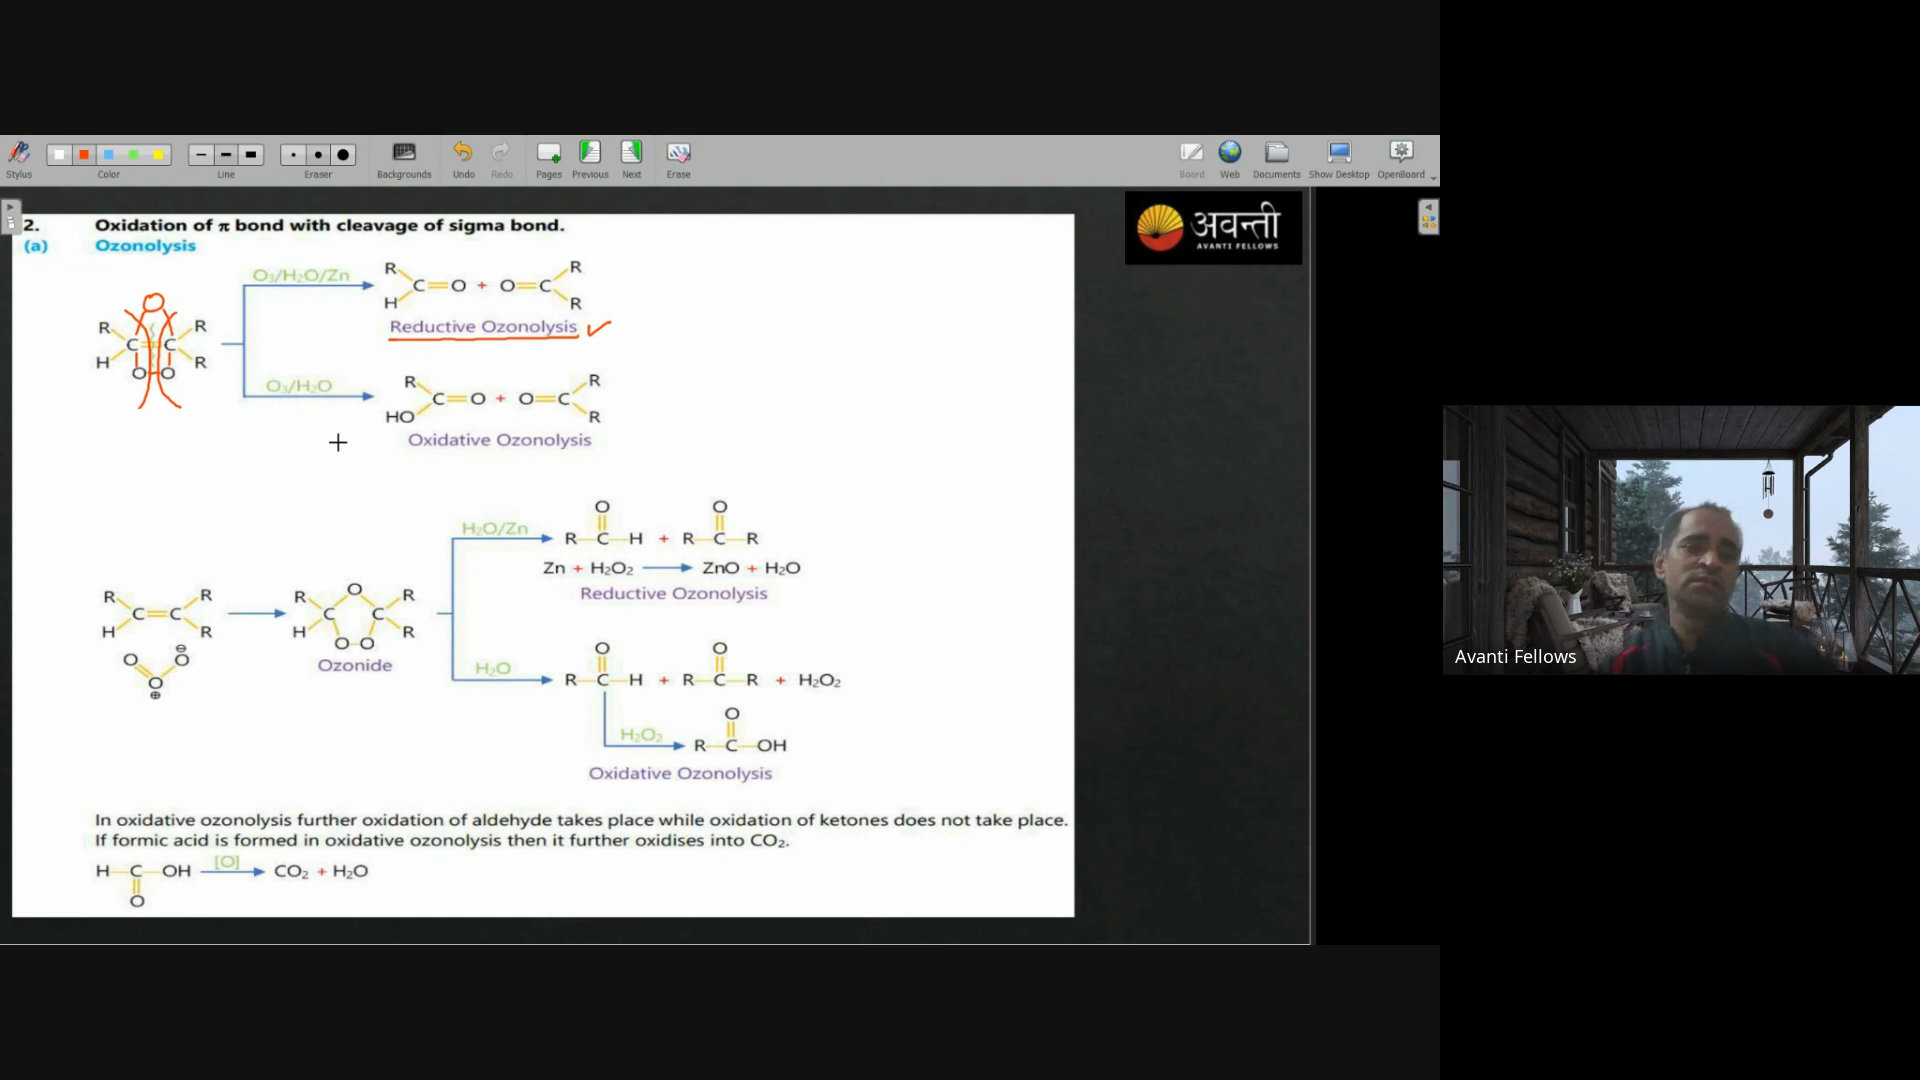 Stylus
Color
Line
Eraser
Backgrounds
Undo
Redo
Pages
Previous
Next
Erase
Board
Web
Documents
Show Desktop
OpenBoard
अवन्ती
AVANTI FELLOWS
2. Oxidation of π bond with cleavage of sigma bond.
(a) Ozonolysis
O₃/H₂O/Zn
R H C=O + O=C R R
Reductive Ozonolysis
R H C=C R R
O O
O₃/H₂O
R HO C=O + O=C R R
Oxidative Ozonolysis
R H C=C R R
O O⊖
O
⊕
R H C O C R R
O O
Ozonide
H₂O/Zn
O O
R C H + R C R
Zn + H₂O₂ → ZnO + H₂O
Reductive Ozonolysis
H₂O
O O
R C H + R C R + H₂O₂
H₂O₂
O
R C OH
Oxidative Ozonolysis
In oxidative ozonolysis further oxidation of aldehyde takes place while oxidation of ketones does not take place.
If formic acid is formed in oxidative ozonolysis then it further oxidises into CO₂.
H C OH [O] → CO₂ + H₂O
O
Avanti Fellows